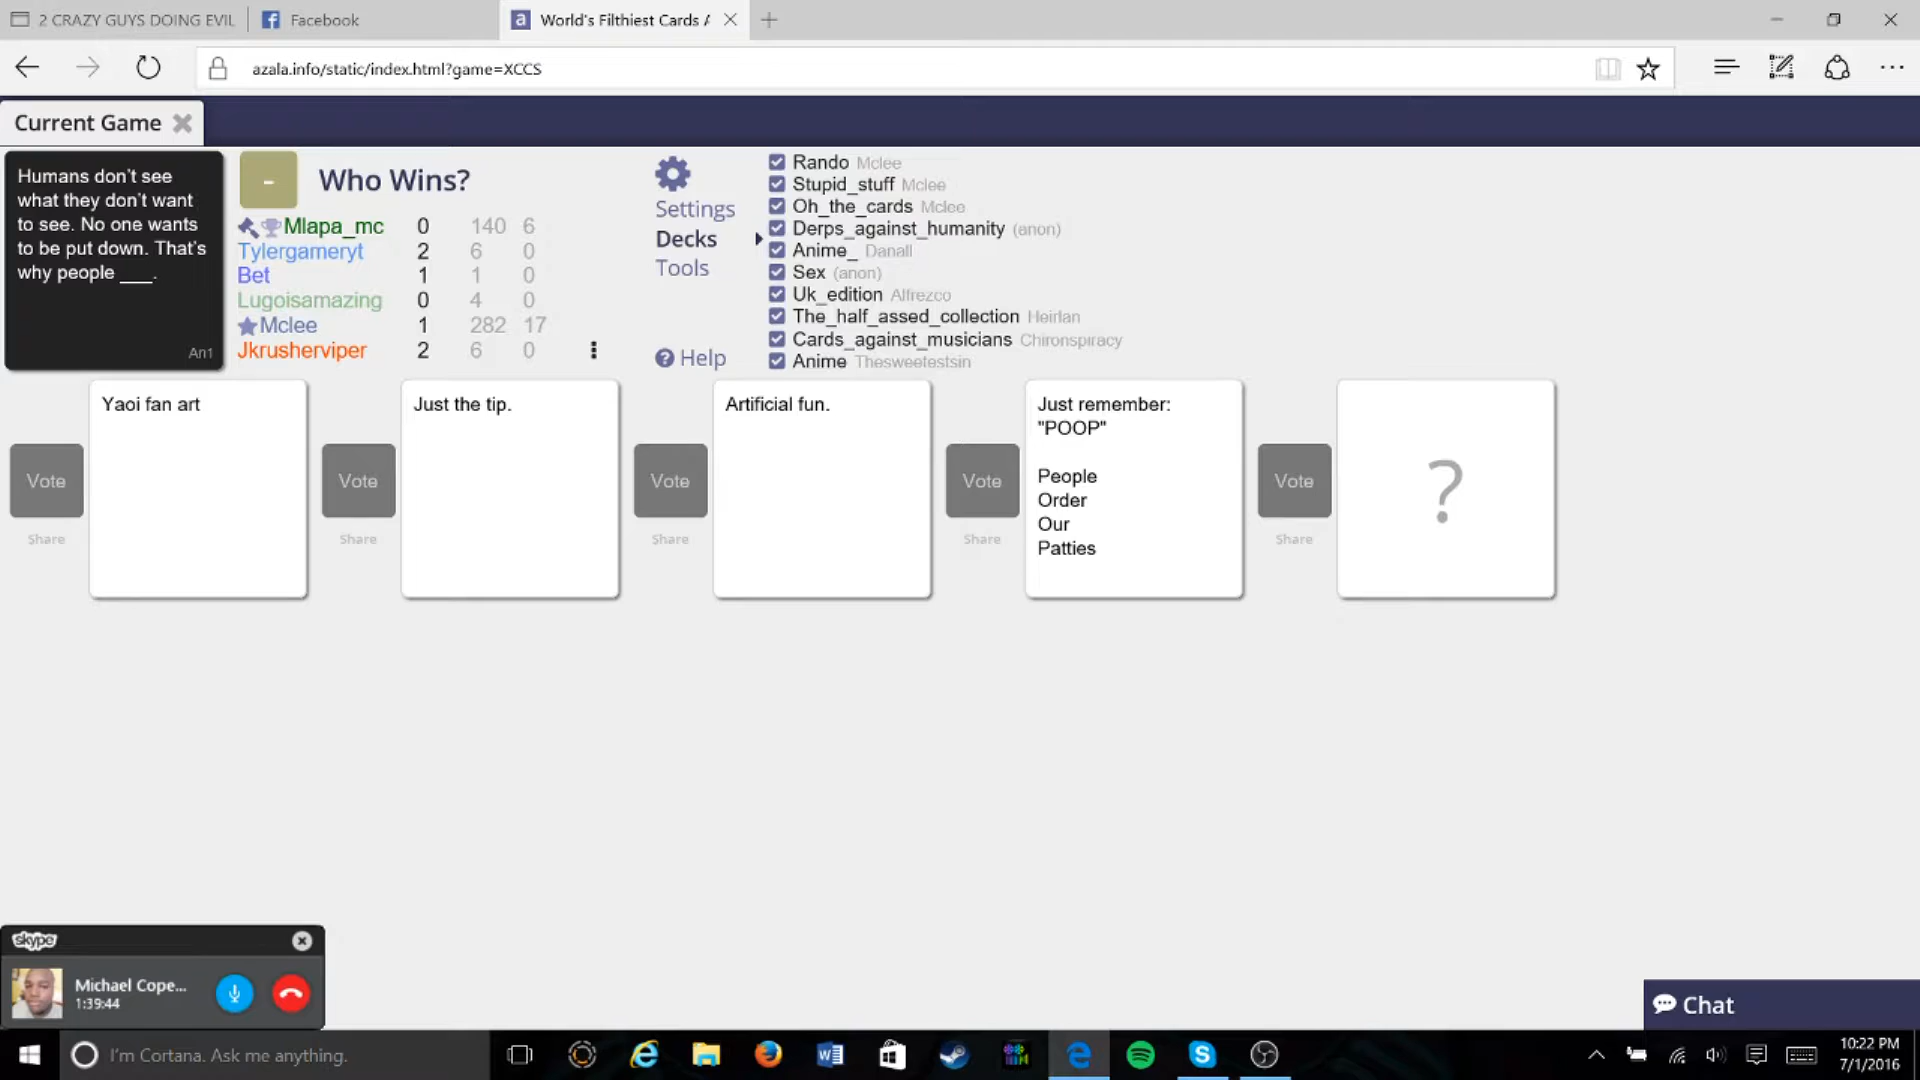 2 CRAZY GUYS DOING EVIL
Facebook
World's Filthiest Cards A
azala.info/static/index.html?game=XCCS
Current Game
Humans don't see
what they don't want
to see. No one wants
to be put down. That's
why people ___.
An1
-
Who Wins?
Mlapa_mc 0 140 6
Tylergameryt 2 6 0
Bet 1 1 0
Lugoisamazing 0 4 0
Mclee 1 282 17
Jkrusherviper 2 6 0
Settings
Decks
Tools
Help
Rando Mclee
Stupid_stuff Mclee
Oh_the_cards Mclee
Derps_against_humanity (anon)
Anime_ Danall
Sex (anon)
Uk_edition Alfrezco
The_half_assed_collection Heirlan
Cards_against_musicians Chironspiracy
Anime Thesweetestsin
Vote
Share
Yaoi fan art
Vote
Share
Just the tip.
Vote
Share
Artificial fun.
Vote
Share
Just remember:
"POOP"
People
Order
Our
Patties
Vote
Share
?
skype
Michael Cope...
1:39:44
Chat
I'm Cortana. Ask me anything.
10:22 PM
7/1/2016